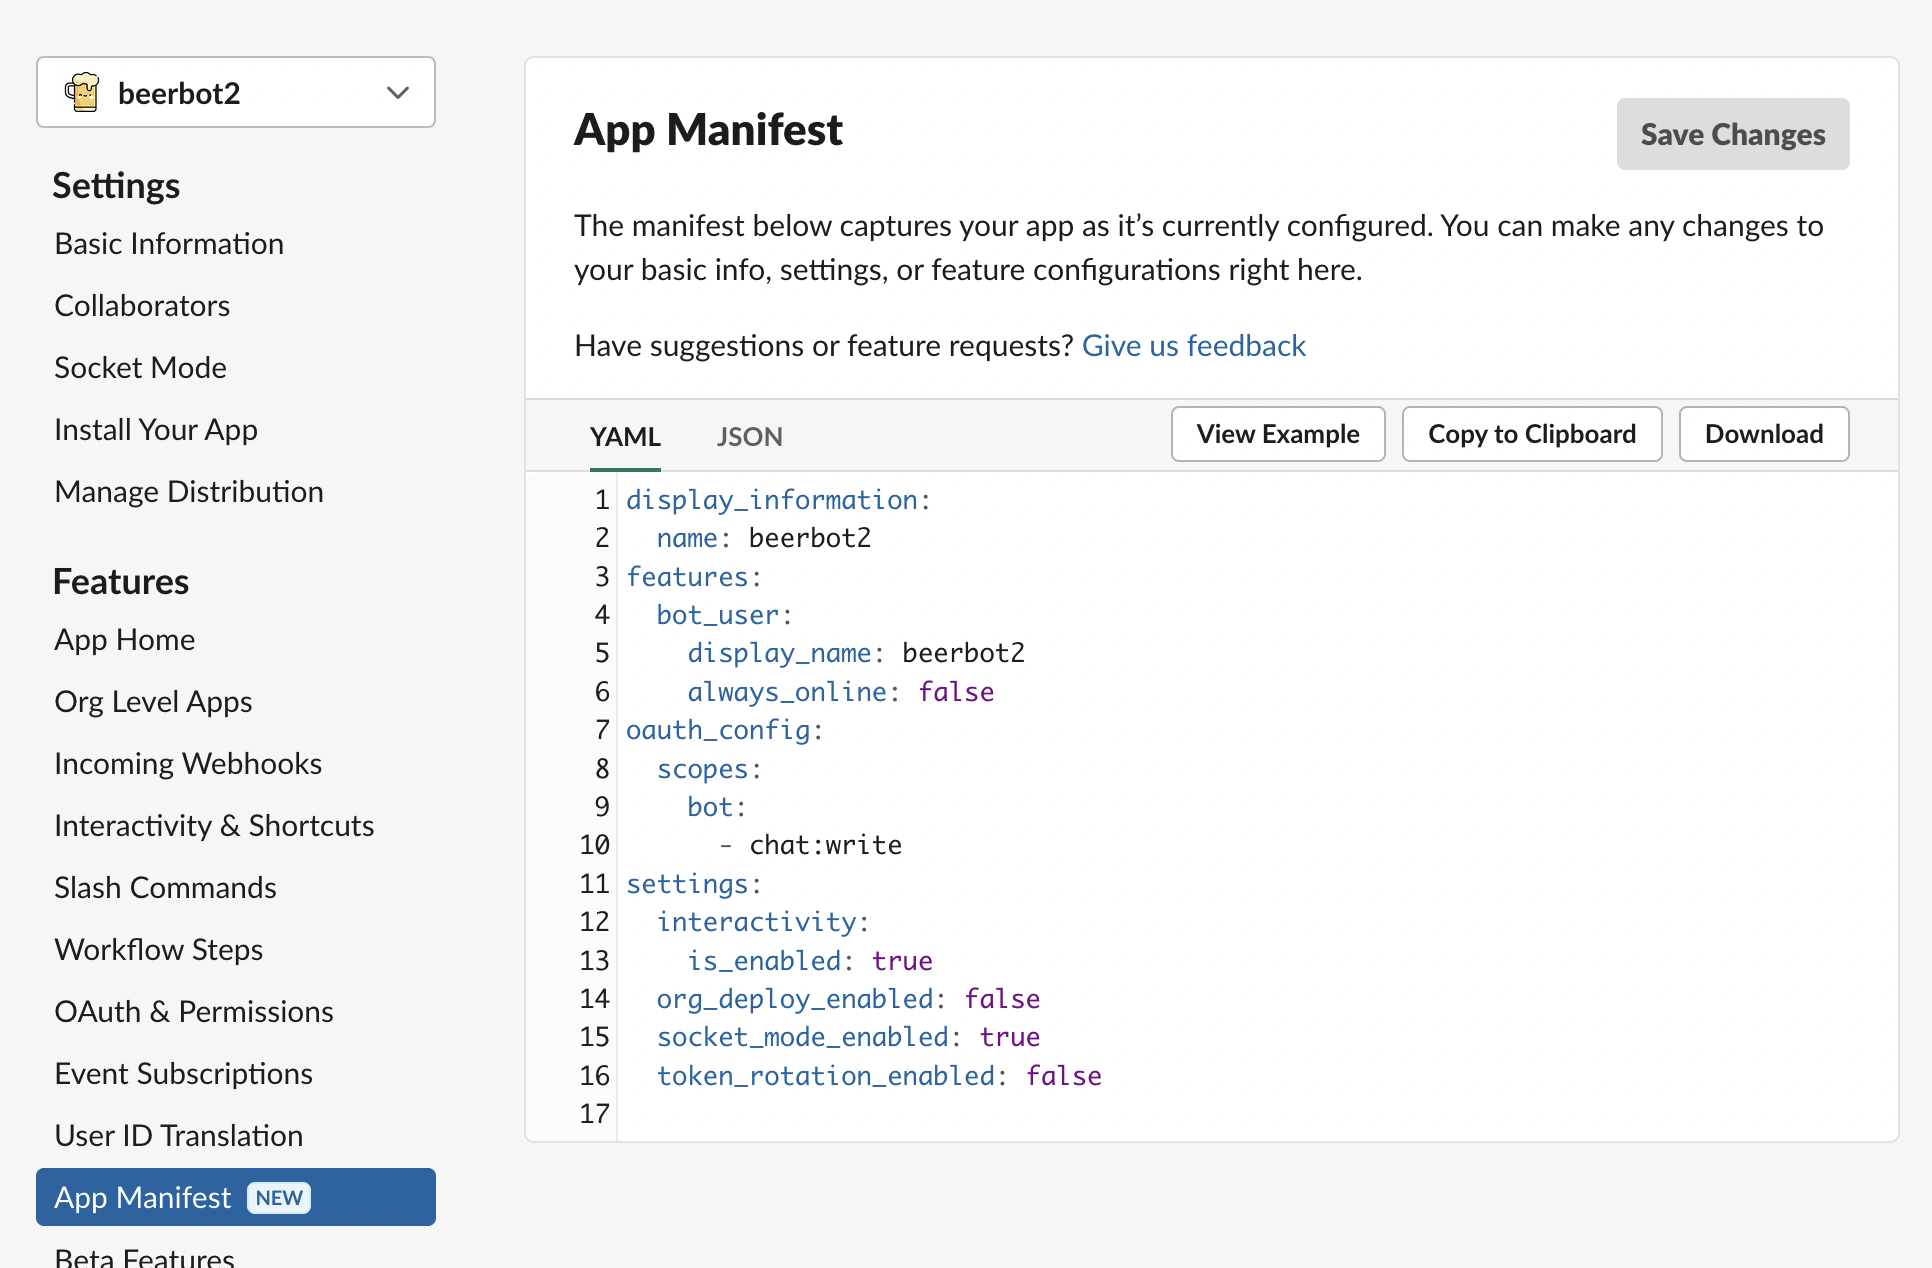 beerbot2
Settings
Basic Information
Collaborators
Socket Mode
Install Your App
Manage Distribution
Features
App Home
Org Level Apps
Incoming Webhooks
Interactivity & Shortcuts
Slash Commands
Workflow Steps
OAuth & Permissions
Event Subscriptions
User ID Translation
App Manifest NEW
Beta Features
App Manifest
Save Changes
The manifest below captures your app as it’s currently configured. You can make any changes to
your basic info, settings, or feature configurations right here.
Have suggestions or feature requests? Give us feedback
YAML JSON View Example Copy to Clipboard Download
1 display_information:
2   name: beerbot2
3 features:
4   bot_user:
5     display_name: beerbot2
6     always_online: false
7 oauth_config:
8   scopes:
9     bot:
10       - chat:write
11 settings:
12   interactivity:
13     is_enabled: true
14   org_deploy_enabled: false
15   socket_mode_enabled: true
16   token_rotation_enabled: false
17